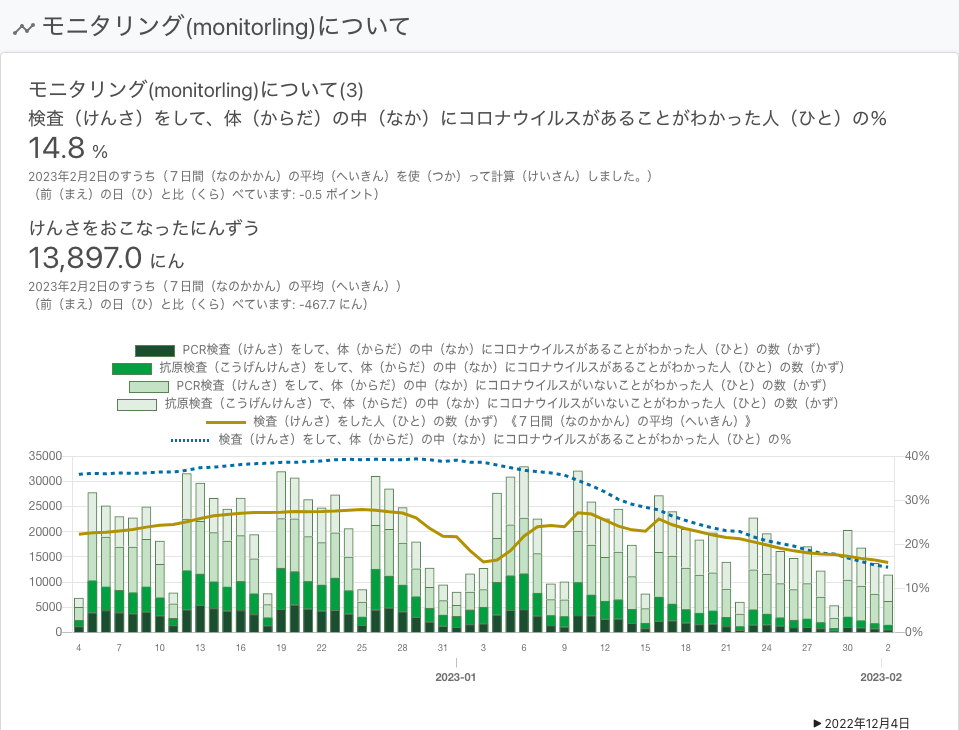 モニタリング(monitorling)について
モニタリング(monitorling)について(3)
検査（けんさ）をして、体（からだ）の中（なか）にコロナウイルスがあることがわかった人（ひと）の％
14.8 %
2023年2月2日のすうち（７日間（なのかかん）の平均（へいきん）を使（つか）って計算（けいさん）しました。）
（前（まえ）の日（ひ）と比（くら）べています: -0.5 ポイント）
けんさをおこなったにんずう
13,897.0 にん
2023年2月2日のすうち（７日間（なのかかん）の平均（へいきん））
（前（まえ）の日（ひ）と比（くら）べています: -467.7 にん）
PCR検査（けんさ）をして、体（からだ）の中（なか）にコロナウイルスがあることがわかった人（ひと）の数（かず）
抗原検査（こうげんけんさ）をして、体（からだ）の中（なか）にコロナウイルスがあることがわかった人（ひと）の数（かず）
PCR検査（けんさ）をして、体（からだ）の中（なか）にコロナウイルスがいないことがわかった人（ひと）の数（かず）
抗原検査（こうげんけんさ）で、体（からだ）の中（なか）にコロナウイルスがいないことがわかった人（ひと）の数（かず）
検査（けんさ）をした人（ひと）の数（かず）《７日間（なのかかん）の平均（へいきん）》
検査（けんさ）をして、体（からだ）の中（なか）にコロナウイルスがあることがわかった人（ひと）の％
35000 40%
30000
25000 30%
20000
15000 20%
10000 10%
5000
0 0%
4 7 10 13 16 19 22 25 28 31 3 6 9 12 15 18 21 24 27 30 2
2023-01 2023-02
▶ 2022年12月4日